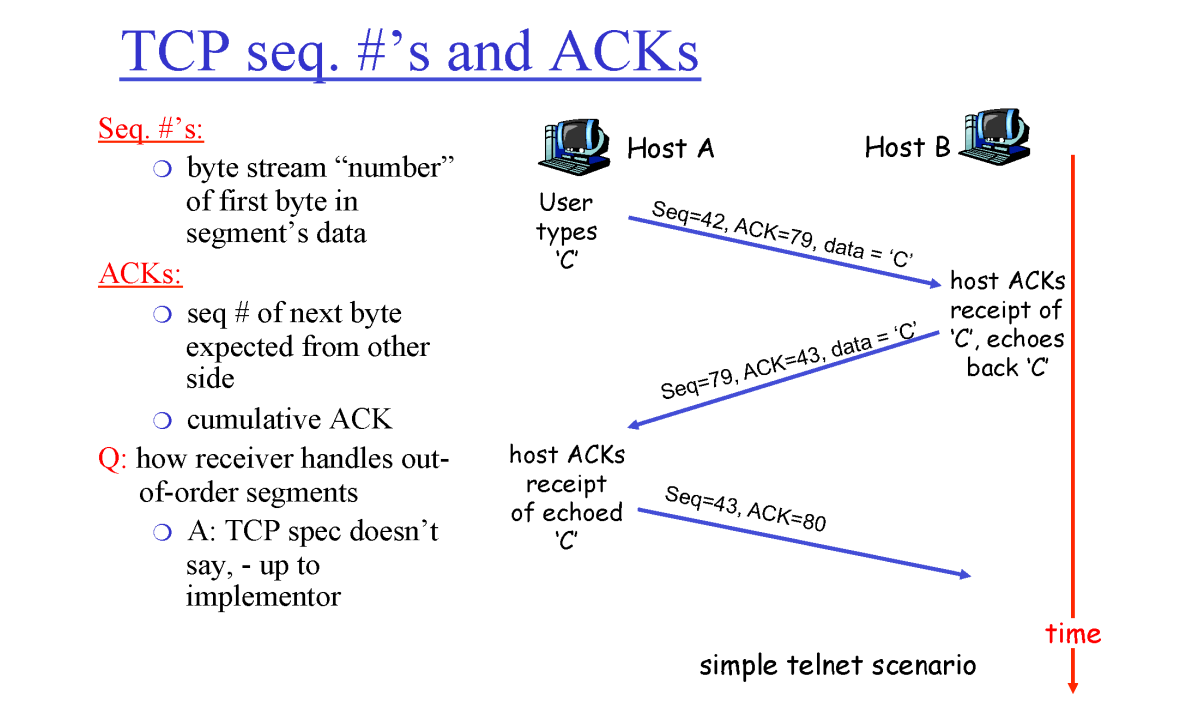 TCP seq. #’s and ACKs
Seq. #’s:
byte stream “number”
of first byte in
segment’s data
ACKs:
seq # of next byte
expected from other
side
cumulative ACK
Q: how receiver handles out-
of-order segments
A: TCP spec doesn’t
say, - up to
implementor
Host A
Host B
User
types
‘C’
Seq=42, ACK=79, data = ‘C’
host ACKs
receipt of
‘C’, echoes
back ‘C’
Seq=79, ACK=43, data = ‘C’
host ACKs
receipt
of echoed
‘C’
Seq=43, ACK=80
time
simple telnet scenario